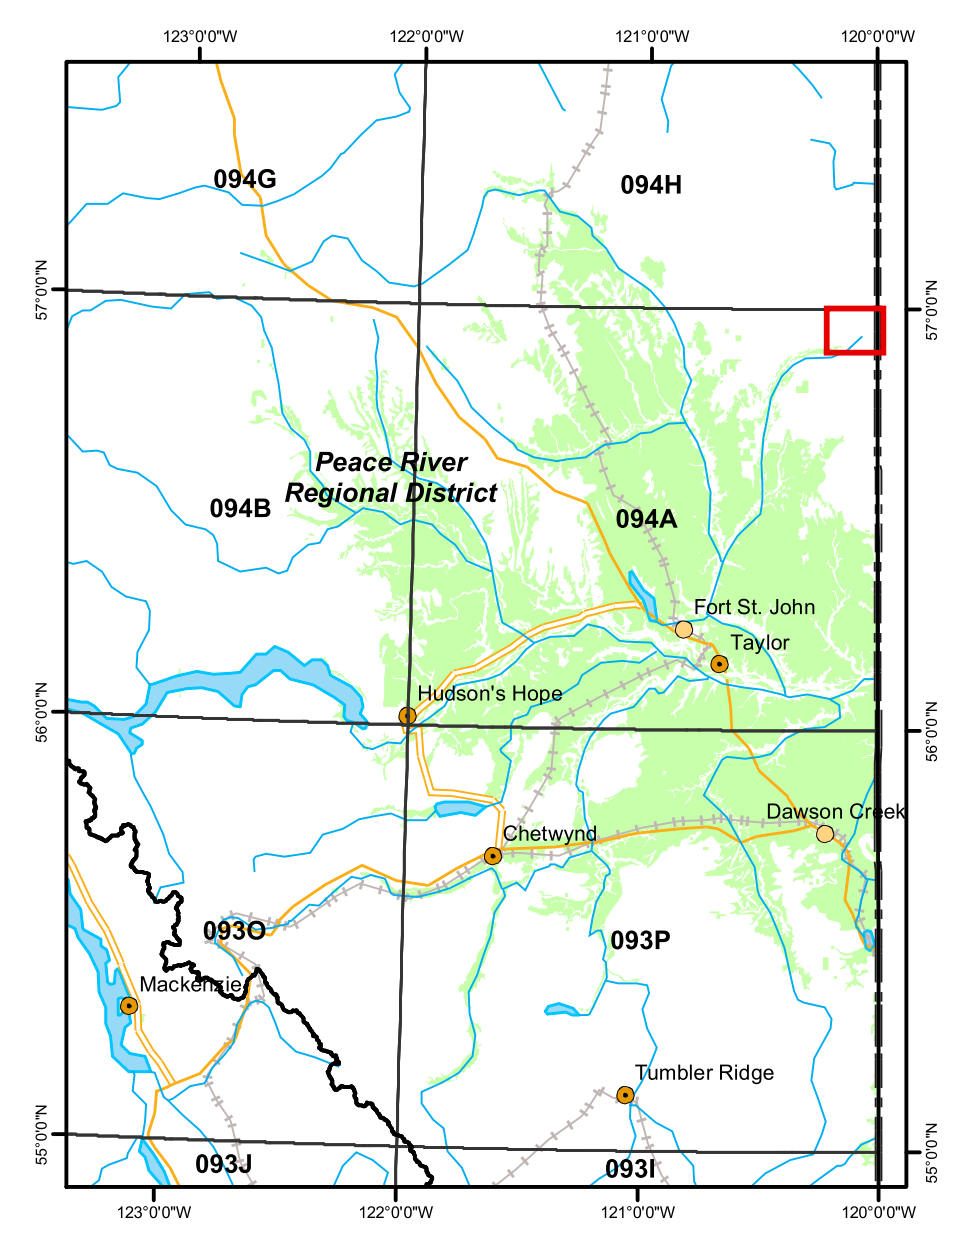 123°0'0"W
122°0'0"W
121°0'0"W
120°0'0"W
094G
094H
57°0'0"N
57°0'0"N
Peace River
Regional District
094B
094A
Fort St. John
Taylor
Hudson's Hope
56°0'0"N
56°0'0"N
Dawson Creek
Chetwynd
093O
093P
Mackenzie
Tumbler Ridge
55°0'0"N
55°0'0"N
093J
093I
123°0'0"W
122°0'0"W
121°0'0"W
120°0'0"W